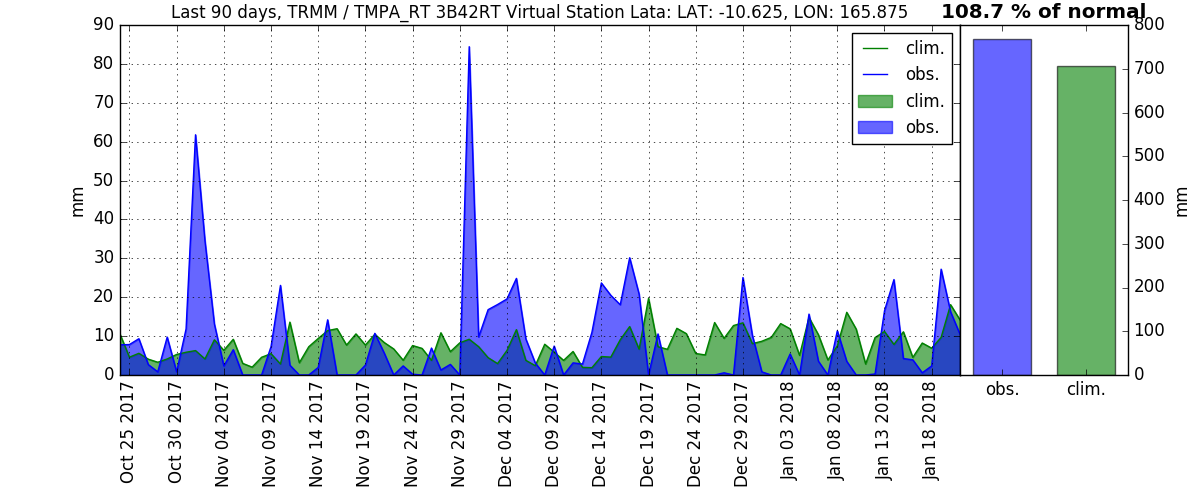 Last 90 days, TRMM / TMPA_RT 3B42RT Virtual Station Lata: LAT: -10.625, LON: 165.875
108.7 % of normal
90
80
70
60
50
40
30
20
10
0
mm
clim.
obs.
clim.
obs.
800
700
600
500
400
300
200
100
0
mm
Oct 25 2017
Oct 30 2017
Nov 04 2017
Nov 09 2017
Nov 14 2017
Nov 19 2017
Nov 24 2017
Nov 29 2017
Dec 04 2017
Dec 09 2017
Dec 14 2017
Dec 19 2017
Dec 24 2017
Dec 29 2017
Jan 03 2018
Jan 08 2018
Jan 13 2018
Jan 18 2018
obs.
clim.